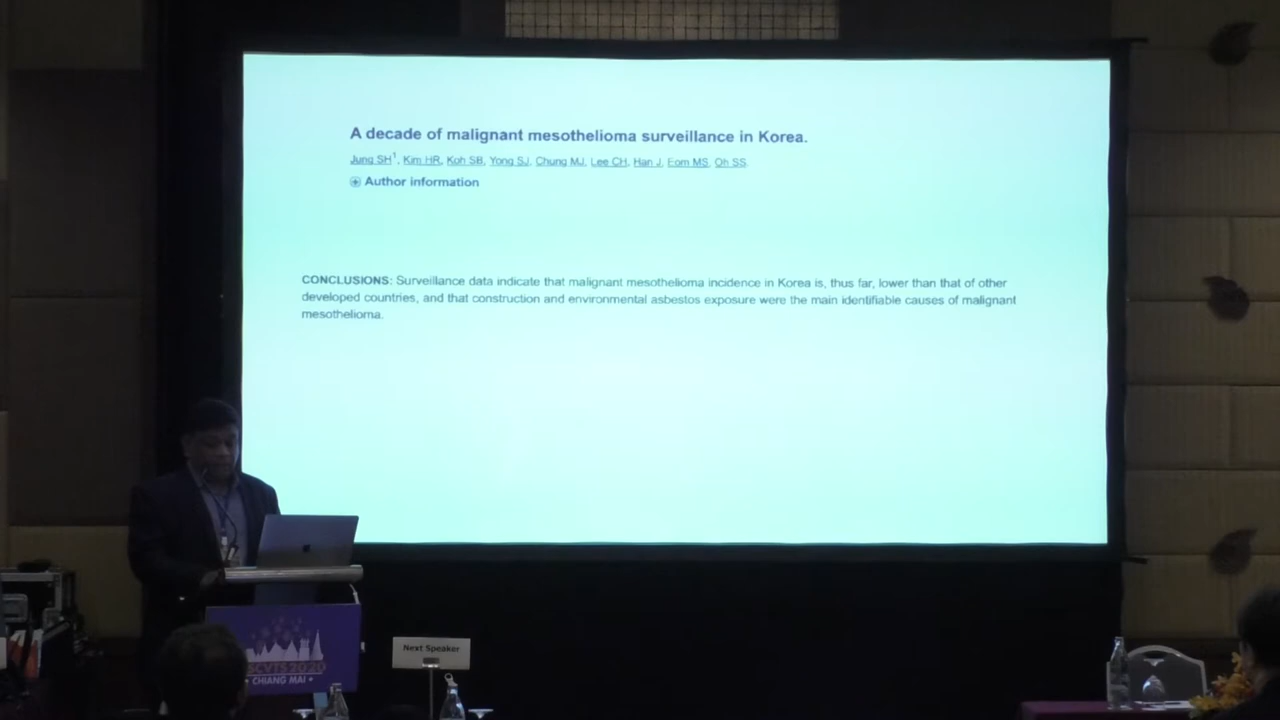 A decade of malignant mesothelioma surveillance in Korea.
Jung SH1, Kim HR, Koh SB, Yong SJ, Chung MJ, Lee CH, Han J, Eom MS, Oh SS.
Author information
CONCLUSIONS: Surveillance data indicate that malignant mesothelioma incidence in Korea is, thus far, lower than that of other
developed countries, and that construction and environmental asbestos exposure were the main identifiable causes of malignant
mesothelioma.
Next Speaker
SCVTS 2020
CHIANG MAI